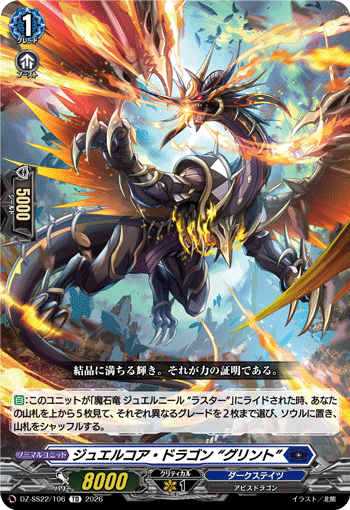 1
グレード
ブースト
シールド
5000
結晶に満ちる輝き。それが力の証明である。
自:このユニットが「魔石竜 ジュエルニール “ラスター”」にライドされた時、あなた
の山札を上から5枚見て、それぞれ異なるグレードを2枚まで選び、ソウルに置き、
山札をシャッフルする。
ノーマルユニット
ジュエルコア・ドラゴン “グリント”
パワー 8000
クリティカル
1
ダークステイツ
アビスドラゴン
DZ-SS22/106 TD 2026
イラスト／北熊